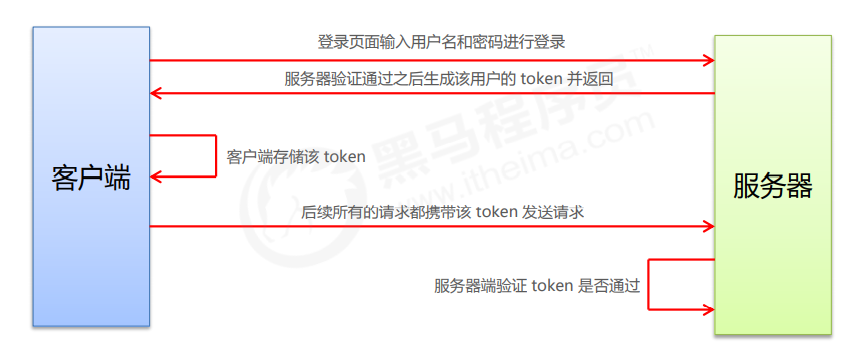 登录页面输入用户名和密码进行登录
服务器验证通过之后生成该用户的 token 并返回
客户端
客户端存储该 token
服务器
后续所有的请求都携带该 token 发送请求
服务器端验证 token 是否通过
黑马程序员™
www.itheima.com